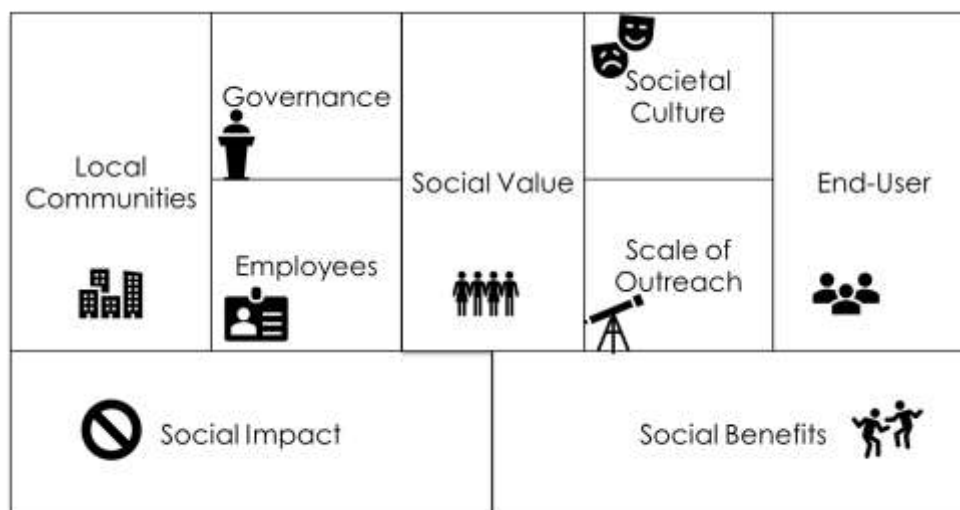 Local
Communities
Governance
Employees
Social Value
Societal
Culture
Scale of
Outreach
End-User
Social Impact
Social Benefits